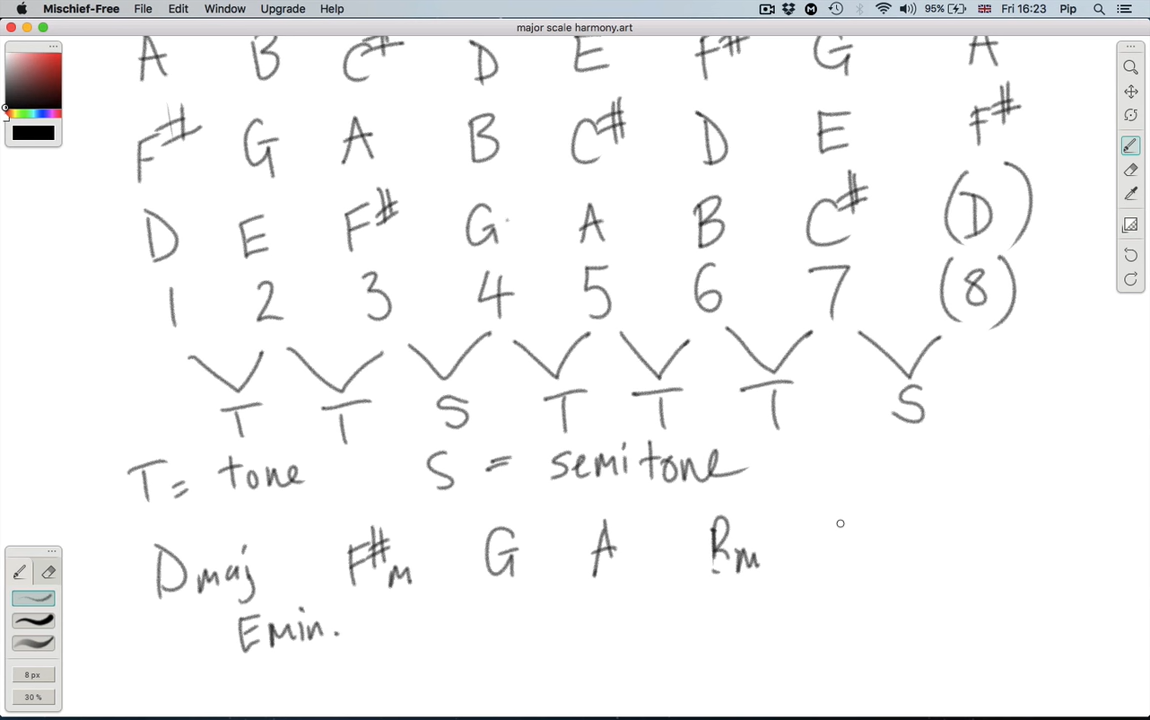 Mischief-Free File Edit Window Upgrade Help 95% Fri 16:23 Pip
major scale harmony.art
A B C# D E F# G A
F# G A B C# D E F#
D E F# G A B C# (D)
1 2 3 4 5 6 7 (8)
T T S T T T S
T= tone S = semitone
Dmaj F#m G A Bm
Emin.
8 px
30 %